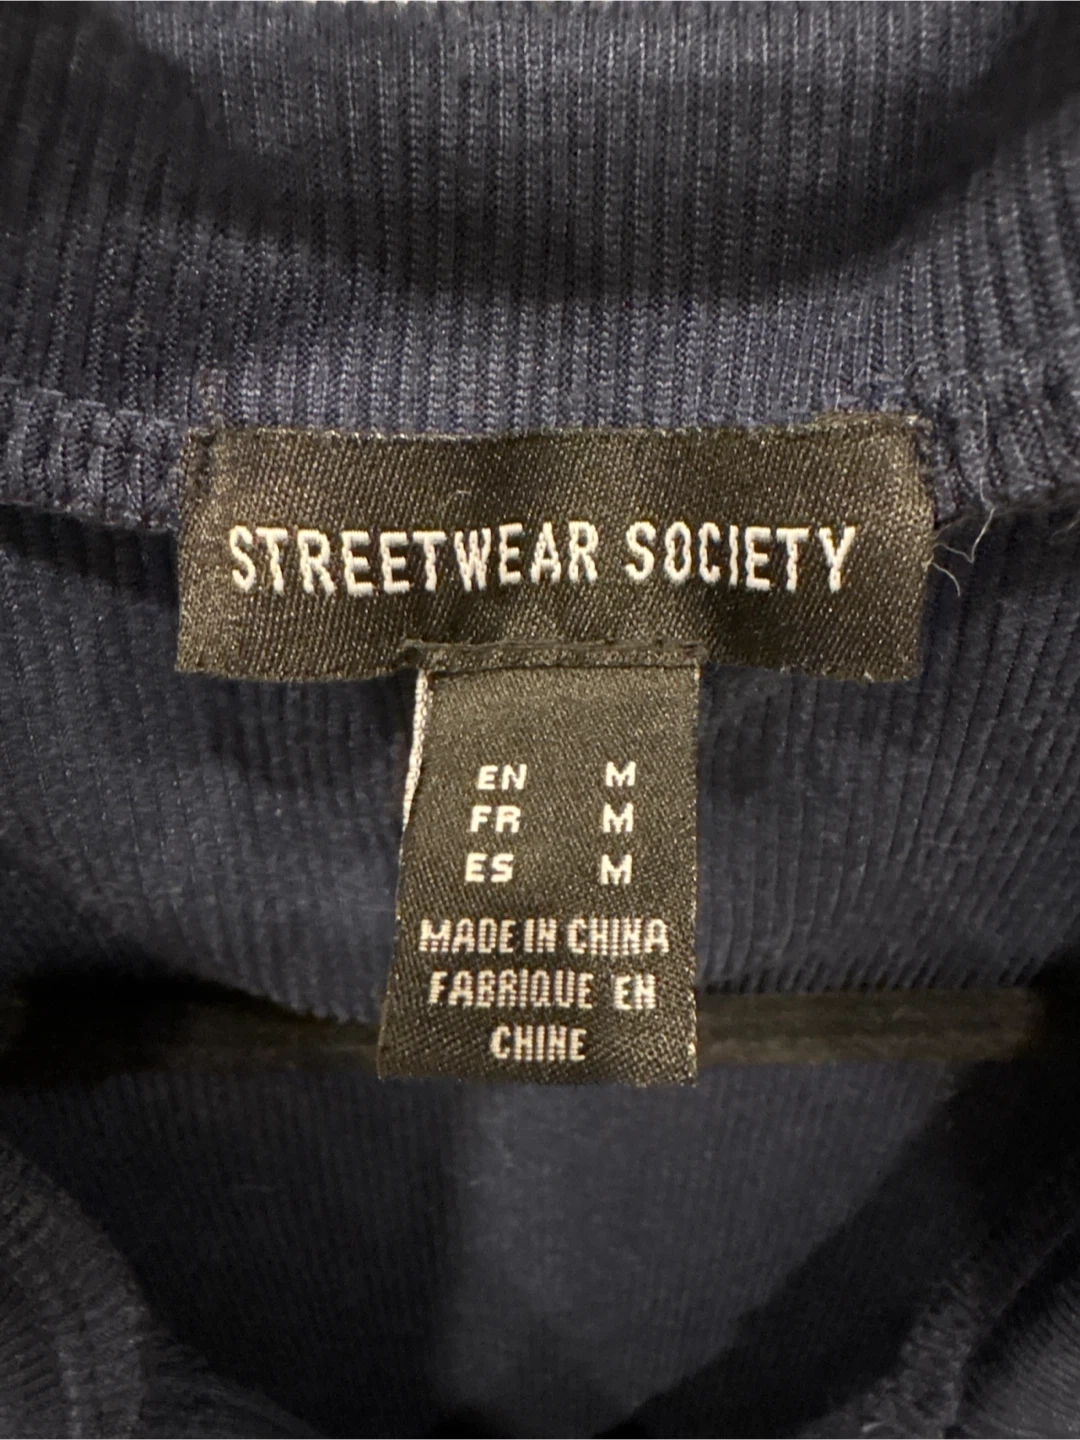 STREETWEAR SOCIETY
EN M
FR M
ES M
MADE IN CHINA
FABRIQUE EN
CHINE